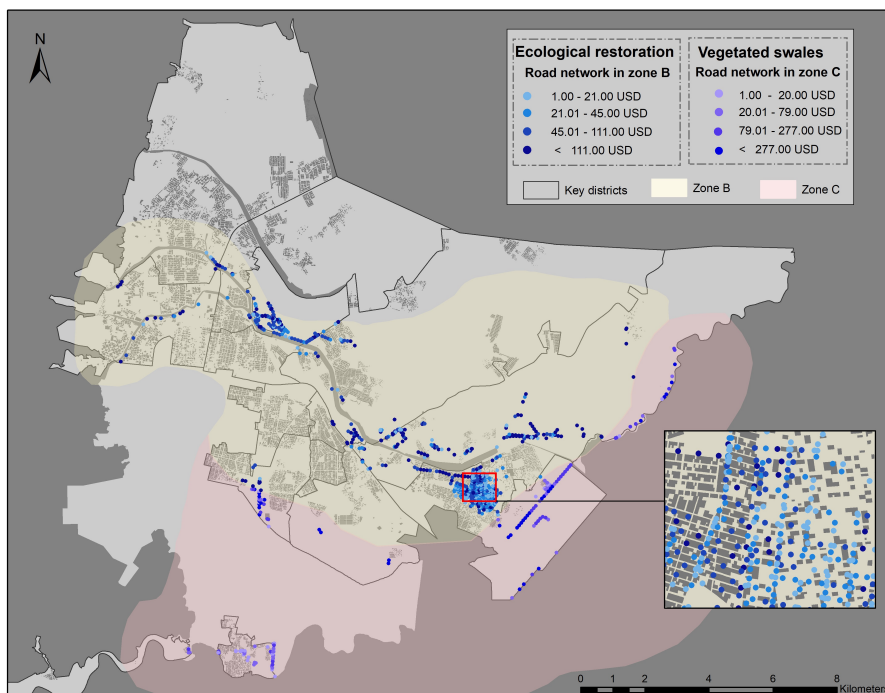 N
Ecological restoration
Road network in zone B
1.00 - 21.00 USD
21.01 - 45.00 USD
45.01 - 111.00 USD
< 111.00 USD
Vegetated swales
Road network in zone C
1.00 - 20.00 USD
20.01 - 79.00 USD
79.01 - 277.00 USD
< 277.00 USD
Key districts
Zone B
Zone C
0 1 2 4 6 8
Kilometer